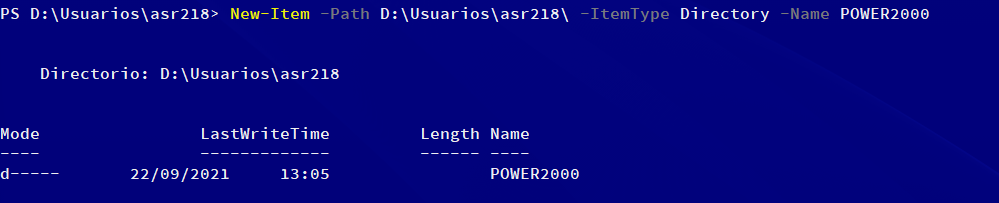 PS D:\Usuarios\asr218> New-Item -Path D:\Usuarios\asr218\ -ItemType Directory -Name POWER2000
Directorio: D:\Usuarios\asr218
Mode LastWriteTime Length Name
---- ------------- ------ ----
d----- 22/09/2021 13:05 POWER2000